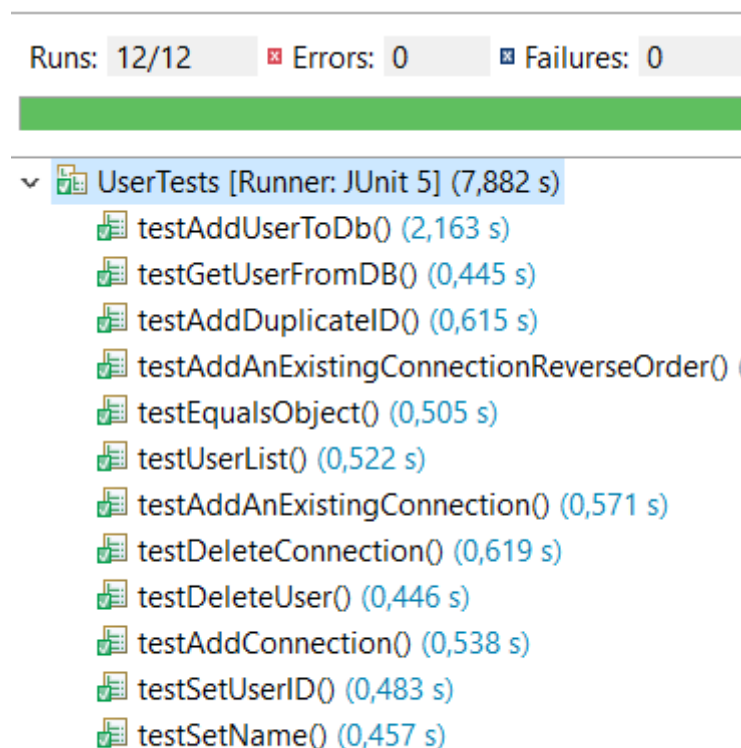 Runs: 12/12 Errors: 0 Failures: 0
UserTests [Runner: JUnit 5] (7,882 s)
testAddUserToDb() (2,163 s)
testGetUserFromDB() (0,445 s)
testAddDuplicateID() (0,615 s)
testAddAnExistingConnectionReverseOrder() (
testEqualsObject() (0,505 s)
testUserList() (0,522 s)
testAddAnExistingConnection() (0,571 s)
testDeleteConnection() (0,619 s)
testDeleteUser() (0,446 s)
testAddConnection() (0,538 s)
testSetUserID() (0,483 s)
testSetName() (0,457 s)